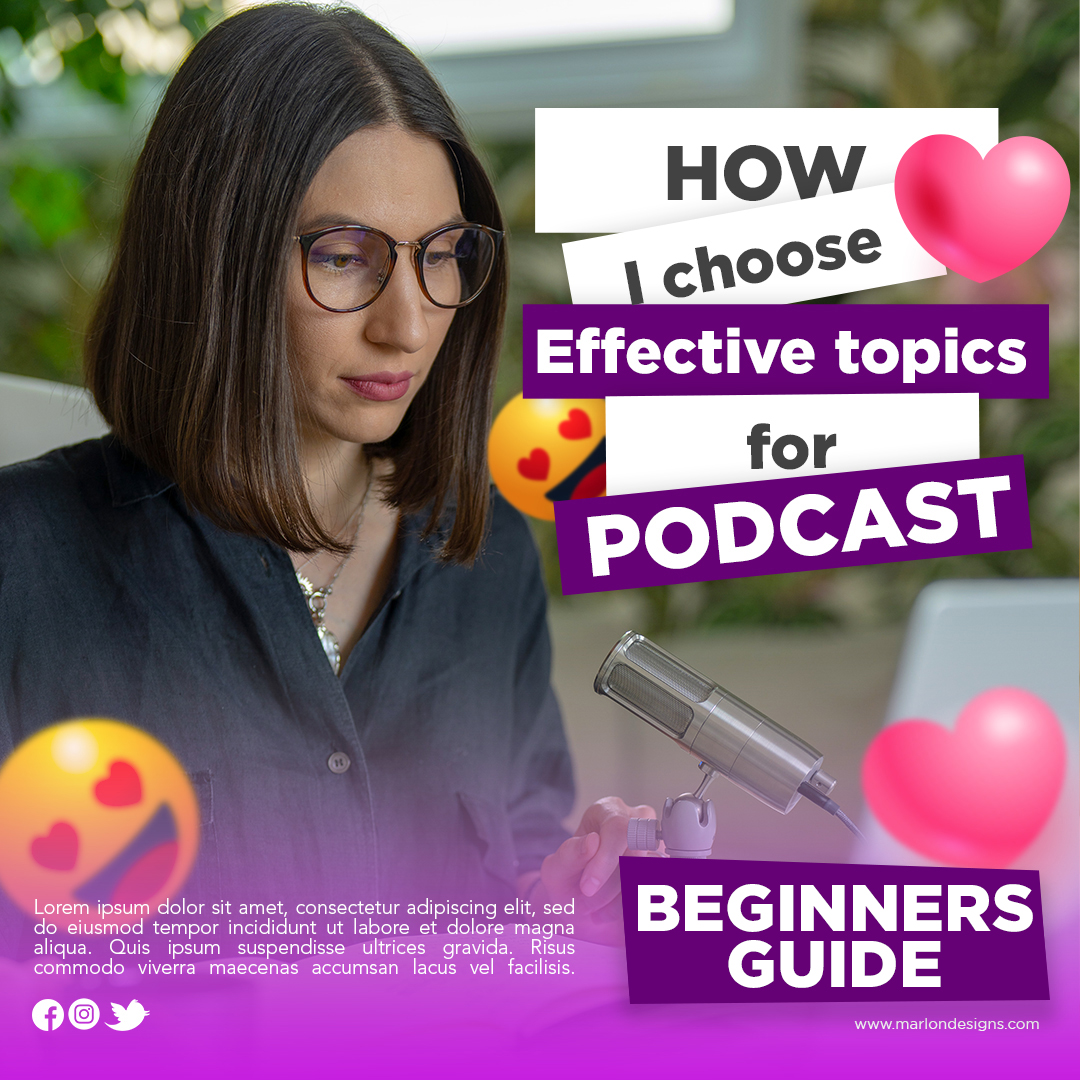 HOW
I choose
Effective topics
for
PODCAST
Lorem ipsum dolor sit amet, consectetur adipiscing elit, sed
do eiusmod tempor incididunt ut labore et dolore magna
aliqua. Quis ipsum suspendisse ultrices gravida. Risus
commodo viverra maecenas accumsan lacus vel facilisis.
BEGINNERS
GUIDE
www.marlondesigns.com